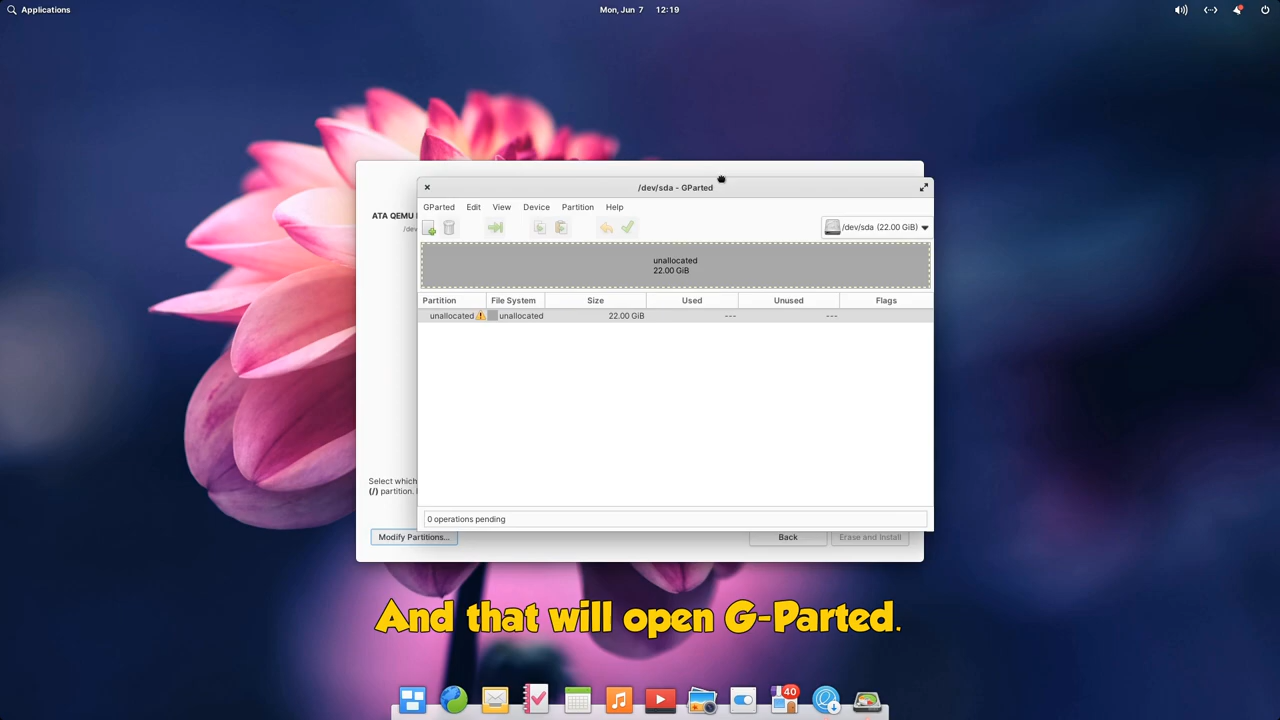 Applications
Mon, Jun 7 12:19
/dev/sda - GParted
GParted Edit View Device Partition Help
ATA QEMU
/dev/sda (22.00 GiB)
/dev
unallocated
22.00 GiB
Partition File System Size Used Unused Flags
unallocated unallocated 22.00 GiB --- ---
Select which
(/) partition.
0 operations pending
Modify Partitions... Back Erase and Install
And that will open G-Parted.
40